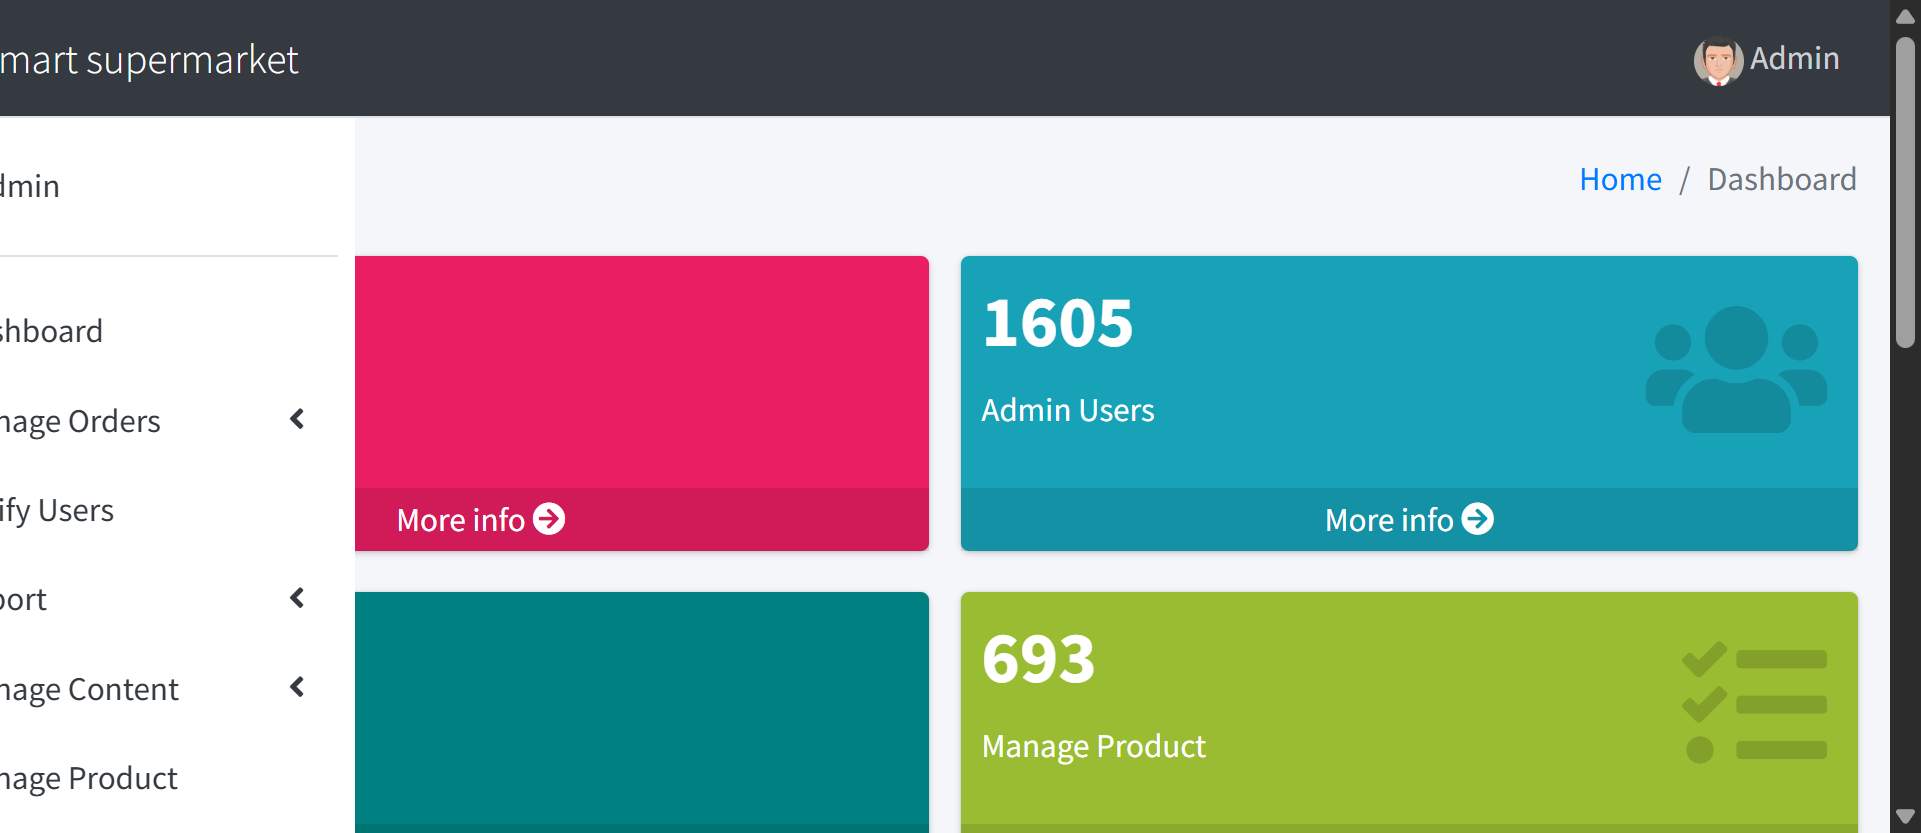 mart supermarket
Admin
dmin
Home / Dashboard
shboard
nage Orders
ify Users
port
nage Content
nage Product
More info
1605
Admin Users
More info
693
Manage Product